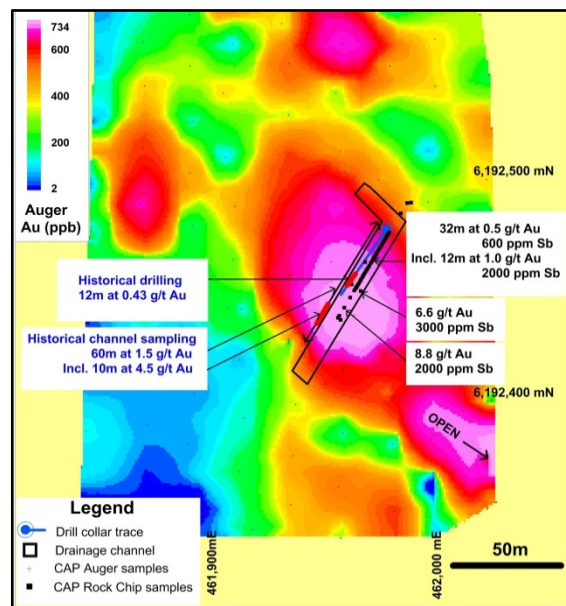 734
600
400
200
2
Auger
Au (ppb)
6,192,500 mN
32m at 0.5 g/t Au
600 ppm Sb
Incl. 12m at 1.0 g/t Au
2000 ppm Sb
Historical drilling
12m at 0.43 g/t Au
6.6 g/t Au
3000 ppm Sb
Historical channel sampling
60m at 1.5 g/t Au
Incl. 10m at 4.5 g/t Au
8.8 g/t Au
2000 ppm Sb
6,192,400 mN
OPEN
Legend
Drill collar trace
Drainage channel
CAP Auger samples
CAP Rock Chip samples
461,900mE
462,000 mE
50m